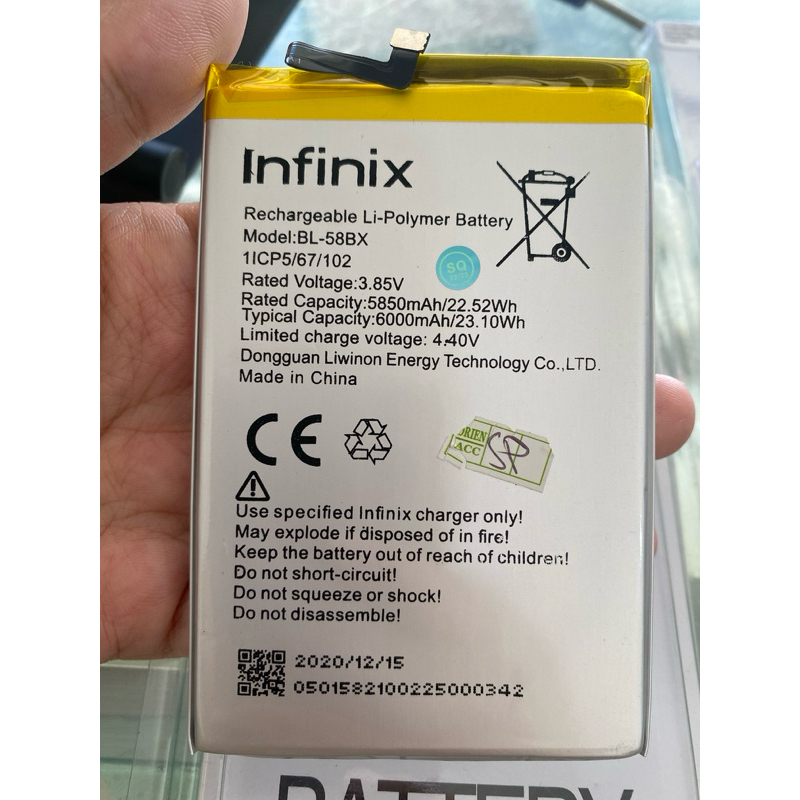 Infinix
Rechargeable Li-Polymer Battery
Model:BL-58BX
1ICP5/67/102
SQ
Rated Voltage:3.85V
Rated Capacity:5850mAh/22.52Wh
Typical Capacity:6000mAh/23.10Wh
Limited charge voltage: 4.40V
Dongguan Liwinon Energy Technology Co.,LTD.
Made in China
CE
ORIEN
ACC
SP
Use specified Infinix charger only!
May explode if disposed of in fire!
Keep the battery out of reach of children!
Do not short-circuit!
Do not squeeze or shock!
Do not disassemble!
2020/12/15
0501582100225000342
BATTERY